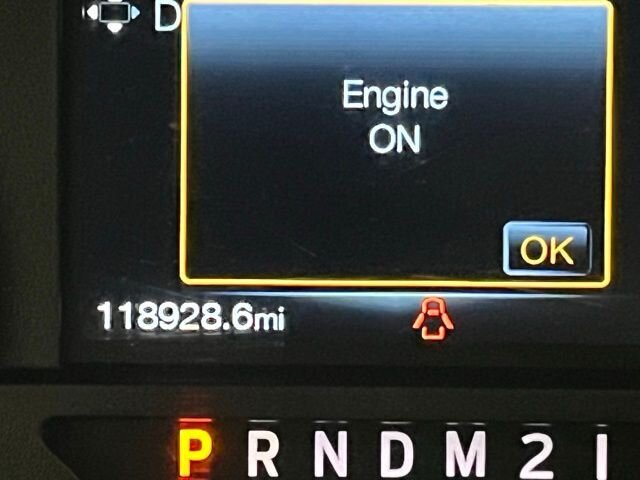 D
Engine
ON
OK
118928.6mi
P R N D M 2 1